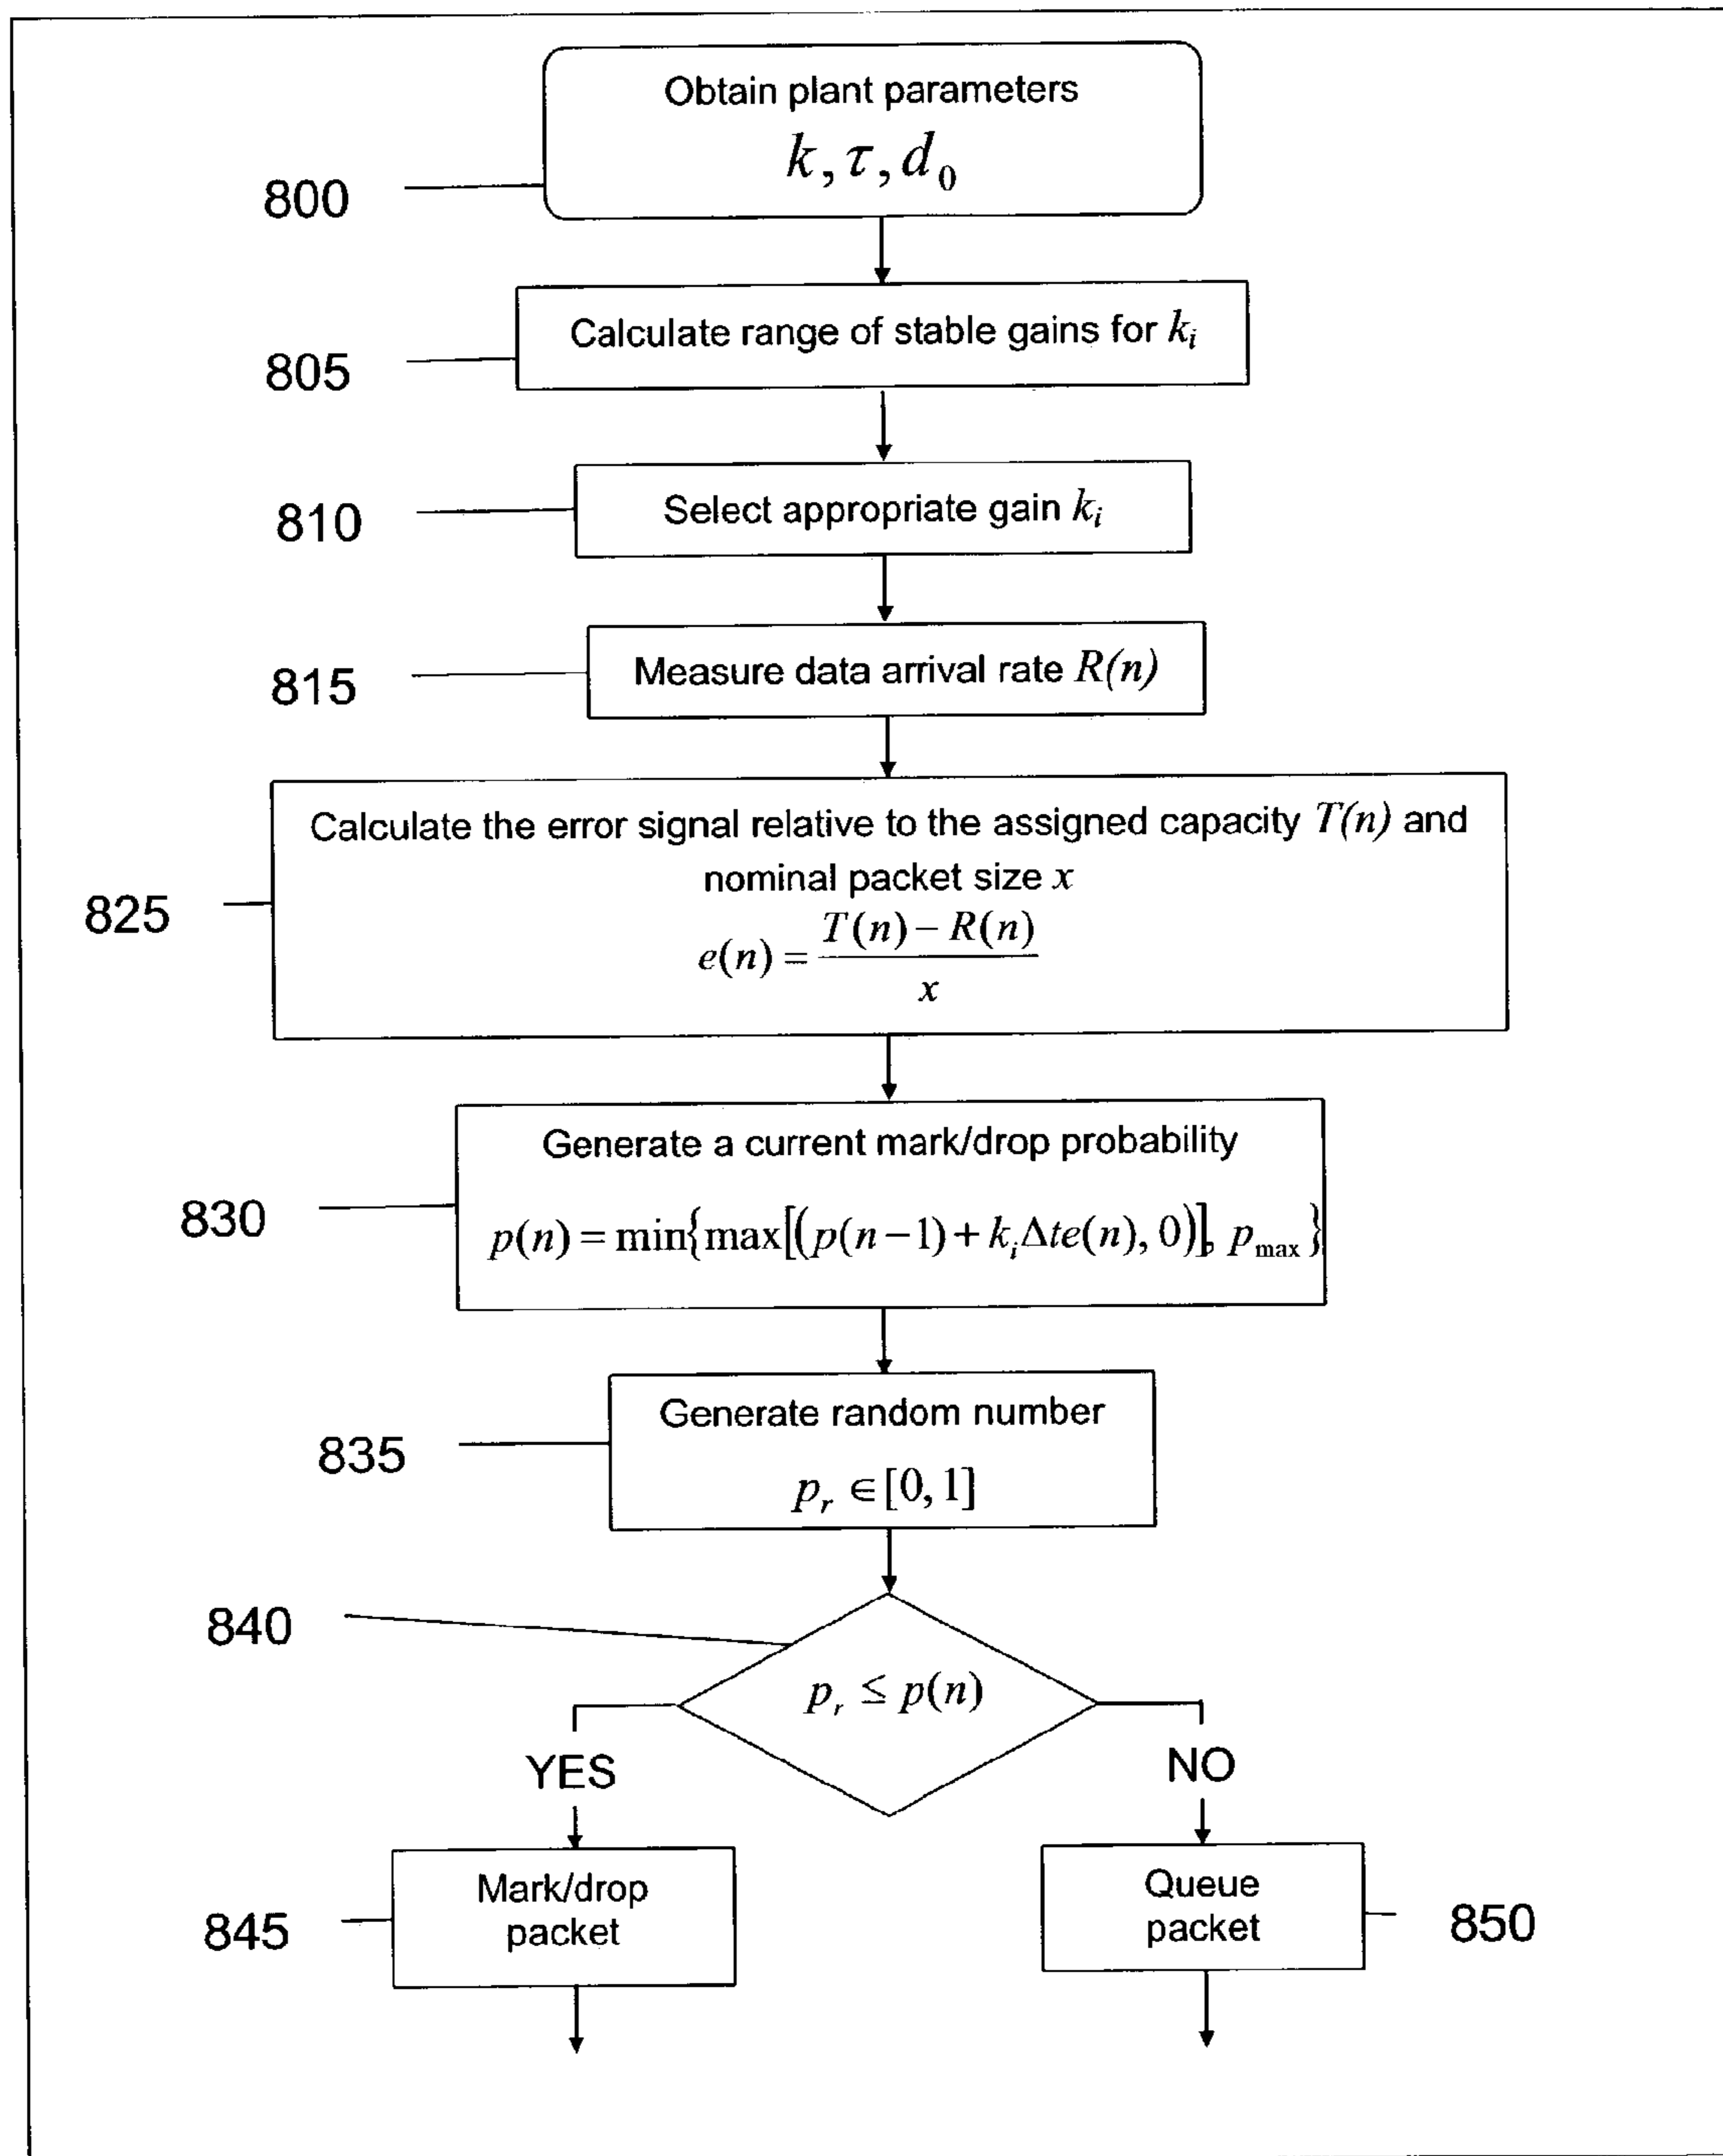 Obtain plant parameters
k, τ, d₀
800
Calculate range of stable gains for kᵢ
805
Select appropriate gain kᵢ
810
Measure data arrival rate R(n)
815
Calculate the error signal relative to the assigned capacity T(n) and
nominal packet size x
e(n) = (T(n) − R(n)) / x
825
Generate a current mark/drop probability
p(n) = min{max[(p(n−1) + kᵢΔte(n), 0)], p_max}
830
Generate random number
p_r ∈ [0, 1]
835
840
p_r ≤ p(n)
YES
NO
Mark/drop
packet
845
Queue
packet
850